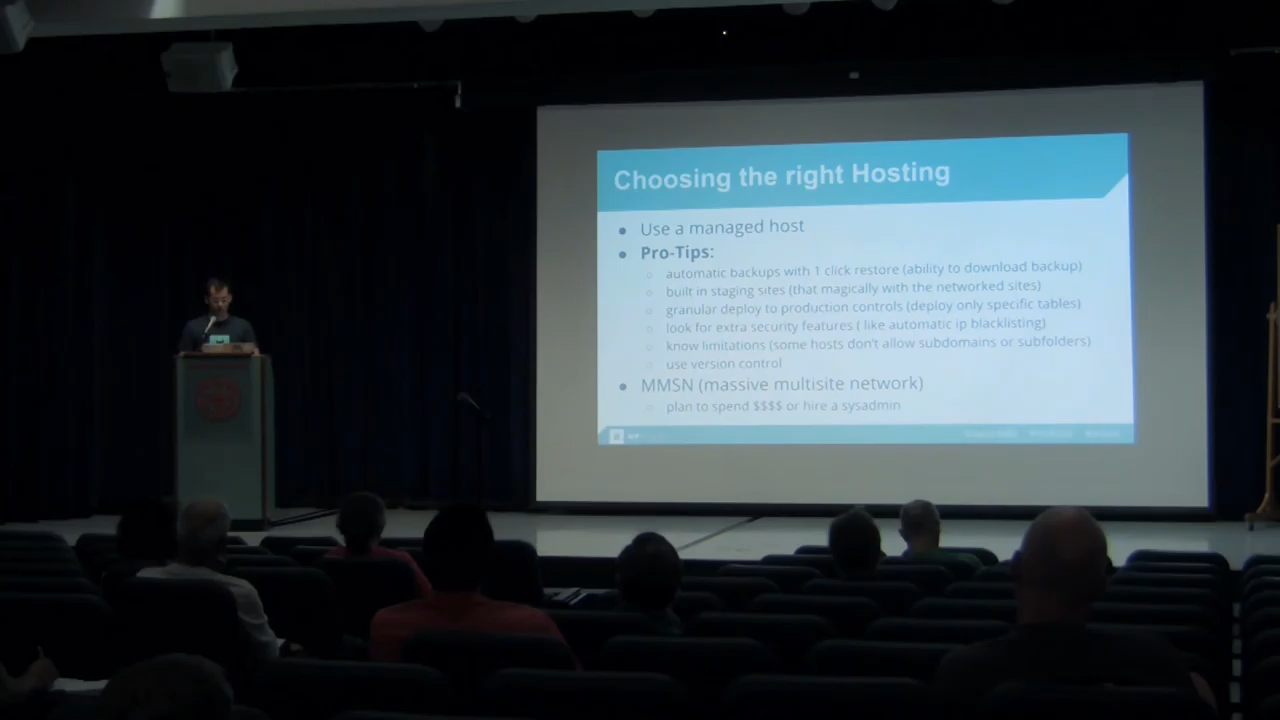 Choosing the right Hosting
● Use a managed host
● Pro-Tips:
○ automatic backups with 1 click restore (ability to download backup)
○ built in staging sites (that magically with the networked sites)
○ granular deploy to production controls (deploy only specific tables)
○ look for extra security features ( like automatic ip blacklisting)
○ know limitations (some hosts don't allow subdomains or subfolders)
○ use version control
● MMSN (massive multisite network)
○ plan to spend $$$$ or hire a sysadmin